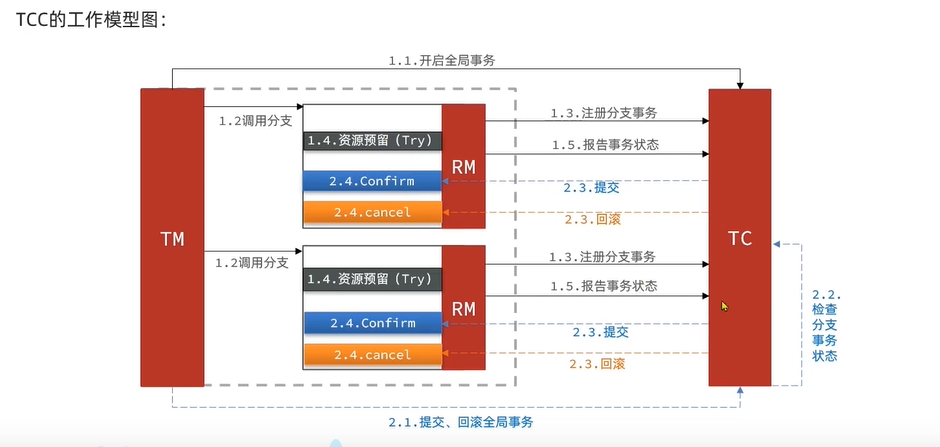 TCC的工作模型图：
1.1.开启全局事务
1.2调用分支
1.3.注册分支事务
1.4.资源预留（Try）
1.5.报告事务状态
RM
2.4.Confirm
2.3.提交
2.4.cancel
2.3.回滚
TM
TC
1.2调用分支
1.3.注册分支事务
1.4.资源预留（Try）
1.5.报告事务状态
RM
2.4.Confirm
2.3.提交
2.4.cancel
2.3.回滚
2.2.
检查
分支
事务
状态
2.1.提交、回滚全局事务